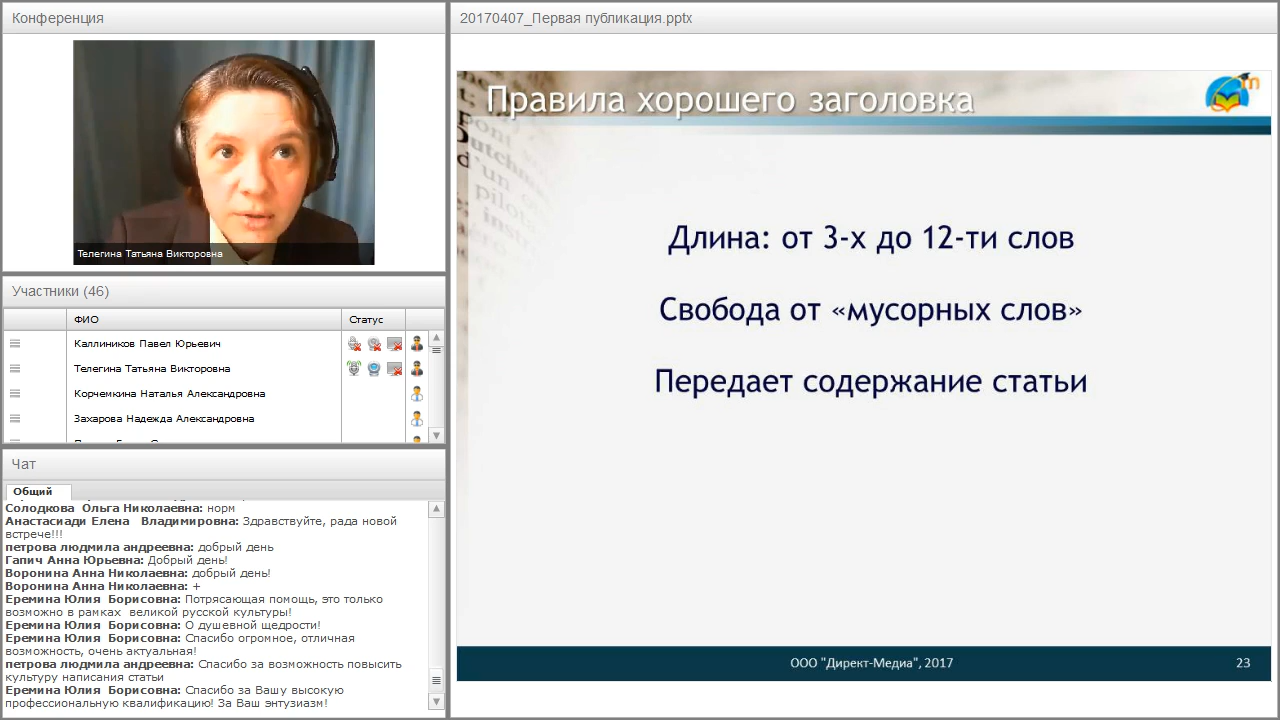 Конференция
Телегина Татьяна Викторовна
Участники (46)
ФИО
Статус
Каллиников Павел Юрьевич
Телегина Татьяна Викторовна
Корчемкина Наталья Александровна
Захарова Надежда Александровна
Чат
Общий
Солодкова Ольга Николаевна: норм
Анастасиади Елена Владимировна: Здравствуйте, рада новой
встрече!!!
петрова людмила андреевна: добрый день
Гапич Анна Юрьевна: Добрый день!
Воронина Анна Николаевна: добрый день!
Воронина Анна Николаевна: +
Еремина Юлия Борисовна: Потрясающая помощь, это только
возможно в рамках великой русской культуры!
Еремина Юлия Борисовна: О душевной щедрости!
Еремина Юлия Борисовна: Спасибо огромное, отличная
возможность, очень актуальная!
петрова людмила андреевна: Спасибо за возможность повысить
культуру написания статьи
Еремина Юлия Борисовна: Спасибо за Вашу высокую
профессиональную квалификацию! За Ваш энтузиазм!
20170407_Первая публикация.pptx
Правила хорошего заголовка
Длина: от 3-х до 12-ти слов
Свобода от «мусорных слов»
Передает содержание статьи
ООО "Директ-Медиа", 2017
23